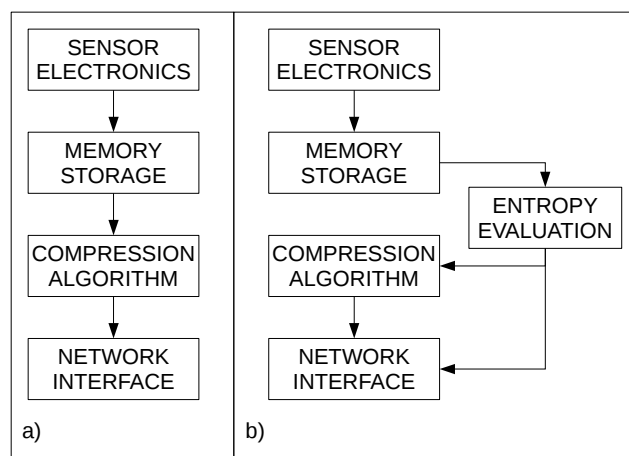 SENSOR
ELECTRONICS
MEMORY
STORAGE
COMPRESSION
ALGORITHM
NETWORK
INTERFACE
a)
SENSOR
ELECTRONICS
MEMORY
STORAGE
ENTROPY
EVALUATION
COMPRESSION
ALGORITHM
NETWORK
INTERFACE
b)